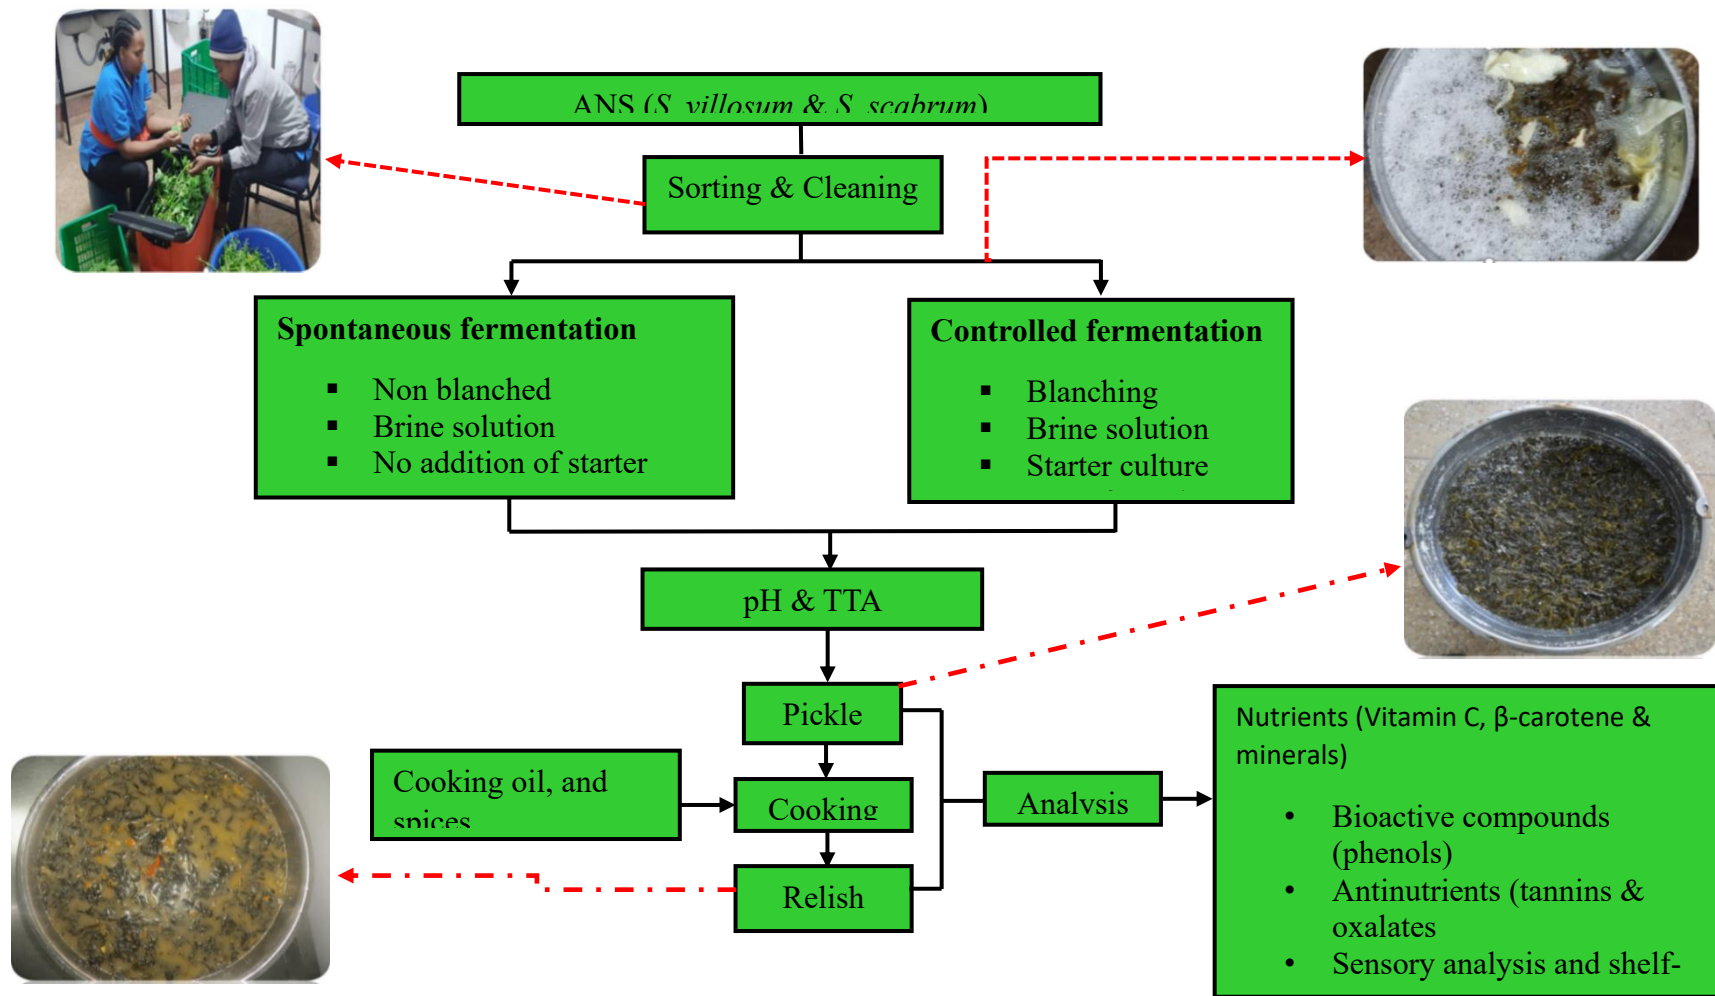 ANS (S. villosum & S. scabrum)
Sorting & Cleaning
Spontaneous fermentation
▪ Non blanched
▪ Brine solution
▪ No addition of starter
Controlled fermentation
▪ Blanching
▪ Brine solution
▪ Starter culture
pH & TTA
Pickle
Cooking oil, and
spices
Cooking
Relish
Analysis
Nutrients (Vitamin C, β-carotene &
minerals)
• Bioactive compounds
(phenols)
• Antinutrients (tannins &
oxalates
• Sensory analysis and shelf-